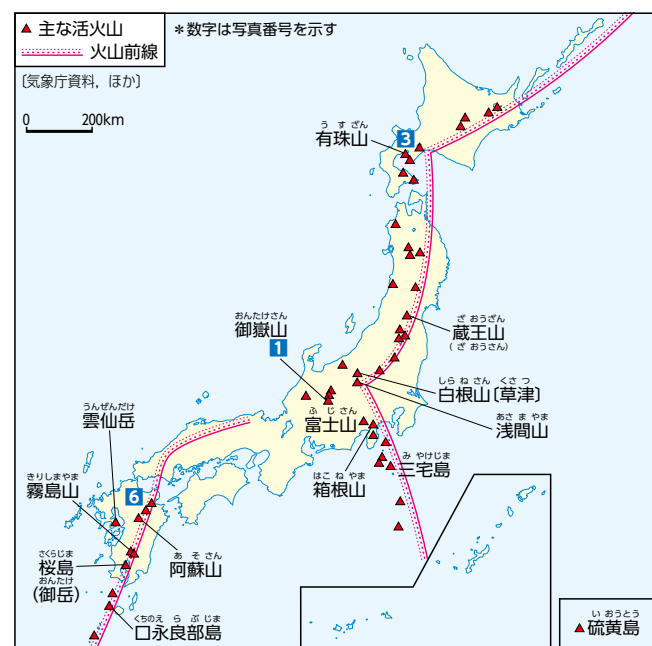 主な活火山
火山前線
*数字は写真番号を示す
〔気象庁資料，ほか〕
0 200km
うすざん
有珠山
3
おんたけさん
御嶽山
1
ざおうざん
蔵王山
(ざおうさん)
しらねさん くさつ
白根山〔草津〕
あさまやま
浅間山
ふじさん
富士山
みやけじま
三宅島
はこねやま
箱根山
うんぜんだけ
雲仙岳
きりしまやま
霧島山
6
さくらじま
桜島
おんたけ
(御岳)
あそさん
阿蘇山
くちのえらぶじま
口永良部島
いおうとう
硫黄島